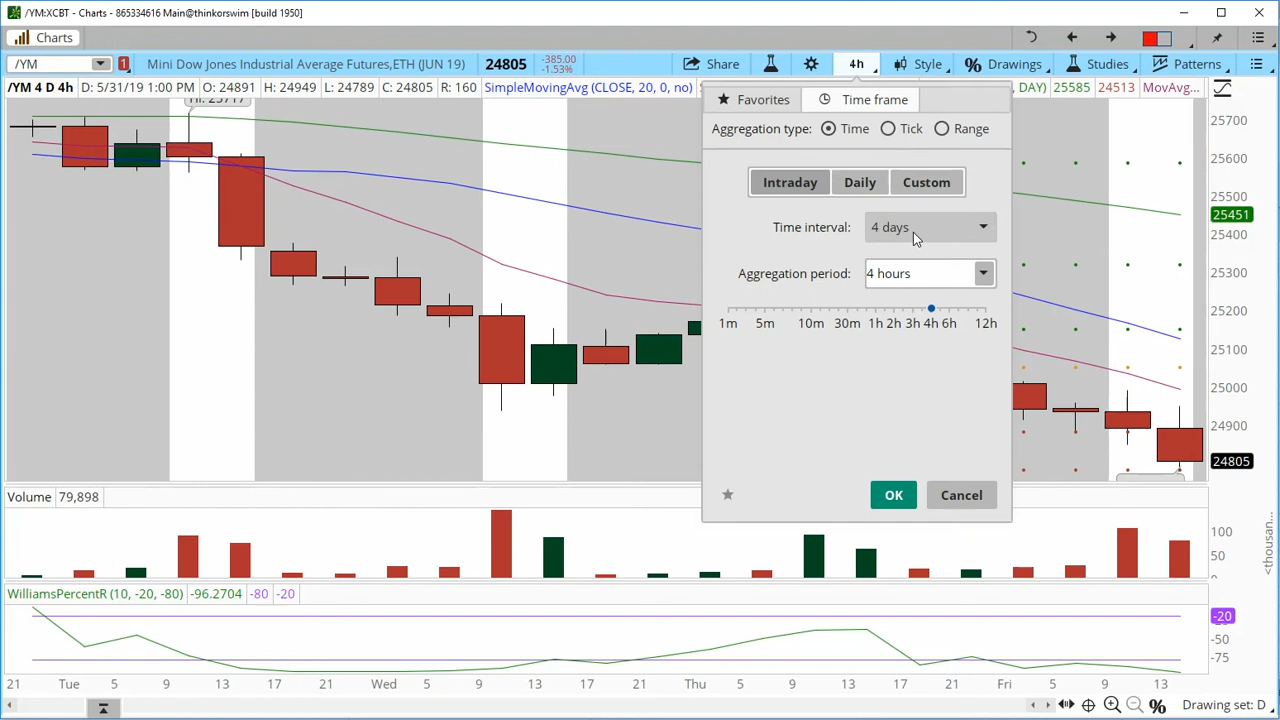 /YM:XCBT - Charts - 865334616 Main@thinkorswim [build 1950]
Charts
/YM 1 Mini Dow Jones Industrial Average Futures,ETH (JUN 19) 24805 -385.00 -1.53% Share 4h Style Drawings Studies Patterns
/YM 4 D 4h D: 5/31/19 1:00 PM O: 24891 H: 24949 L: 24785 C: 24805 R: 160 SimpleMovingAvg (CLOSE, 20, 0, no) , DAY) 25585 24513 MovAvg...
Hi: 25717
Favorites Time frame
Aggregation type: Time Tick Range
Intraday Daily Custom
Time interval: 4 days
Aggregation period: 4 hours
1m 5m 10m 30m 1h 2h 3h 4h 6h 12h
OK Cancel
25700
25600
25500
25451
25400
25300
25200
25100
25000
24900
24805
Volume 79,898
100
50
0
<thousan...
WilliamsPercentR (10, -20, -80) -96.2704 -80 -20
-20
-50
-75
21 Tue 5 9 13 17 21 Wed 5 9 13 17 21 Thu 5 9 13 17 21 Fri 5 9 13
Drawing set: D